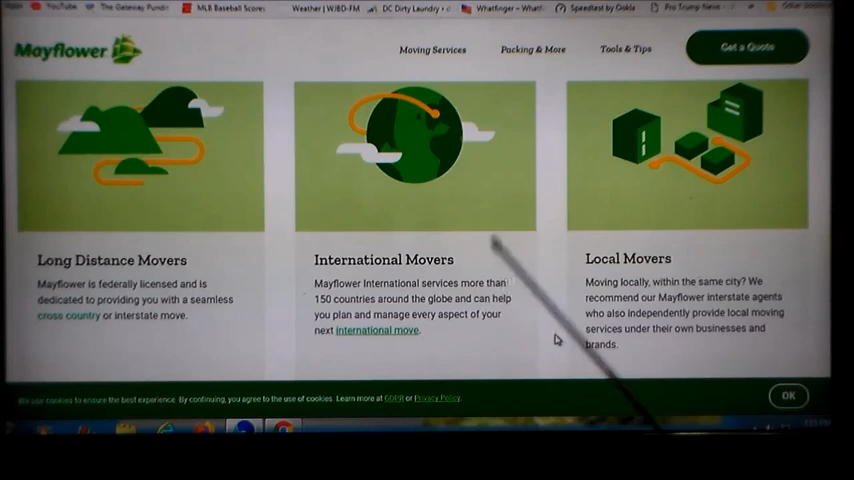 YouTube The Gateway Pundit MLB Baseball Scores Weather | WJBD-FM DC Dirty Laundry Whatfinger Speedtest by Ookla Pro Trump News
Mayflower Moving Services Packing & More Tools & Tips Get a Quote
Long Distance Movers
Mayflower is federally licensed and is
dedicated to providing you with a seamless
cross country or interstate move.
International Movers
Mayflower International services more than
150 countries around the globe and can help
you plan and manage every aspect of your
next international move.
Local Movers
Moving locally, within the same city? We
recommend our Mayflower interstate agents
who also independently provide local moving
services under their own businesses and
brands.
We use cookies to ensure the best experience. By continuing, you agree to the use of cookies. Learn more at GDPR or Privacy Policy. OK